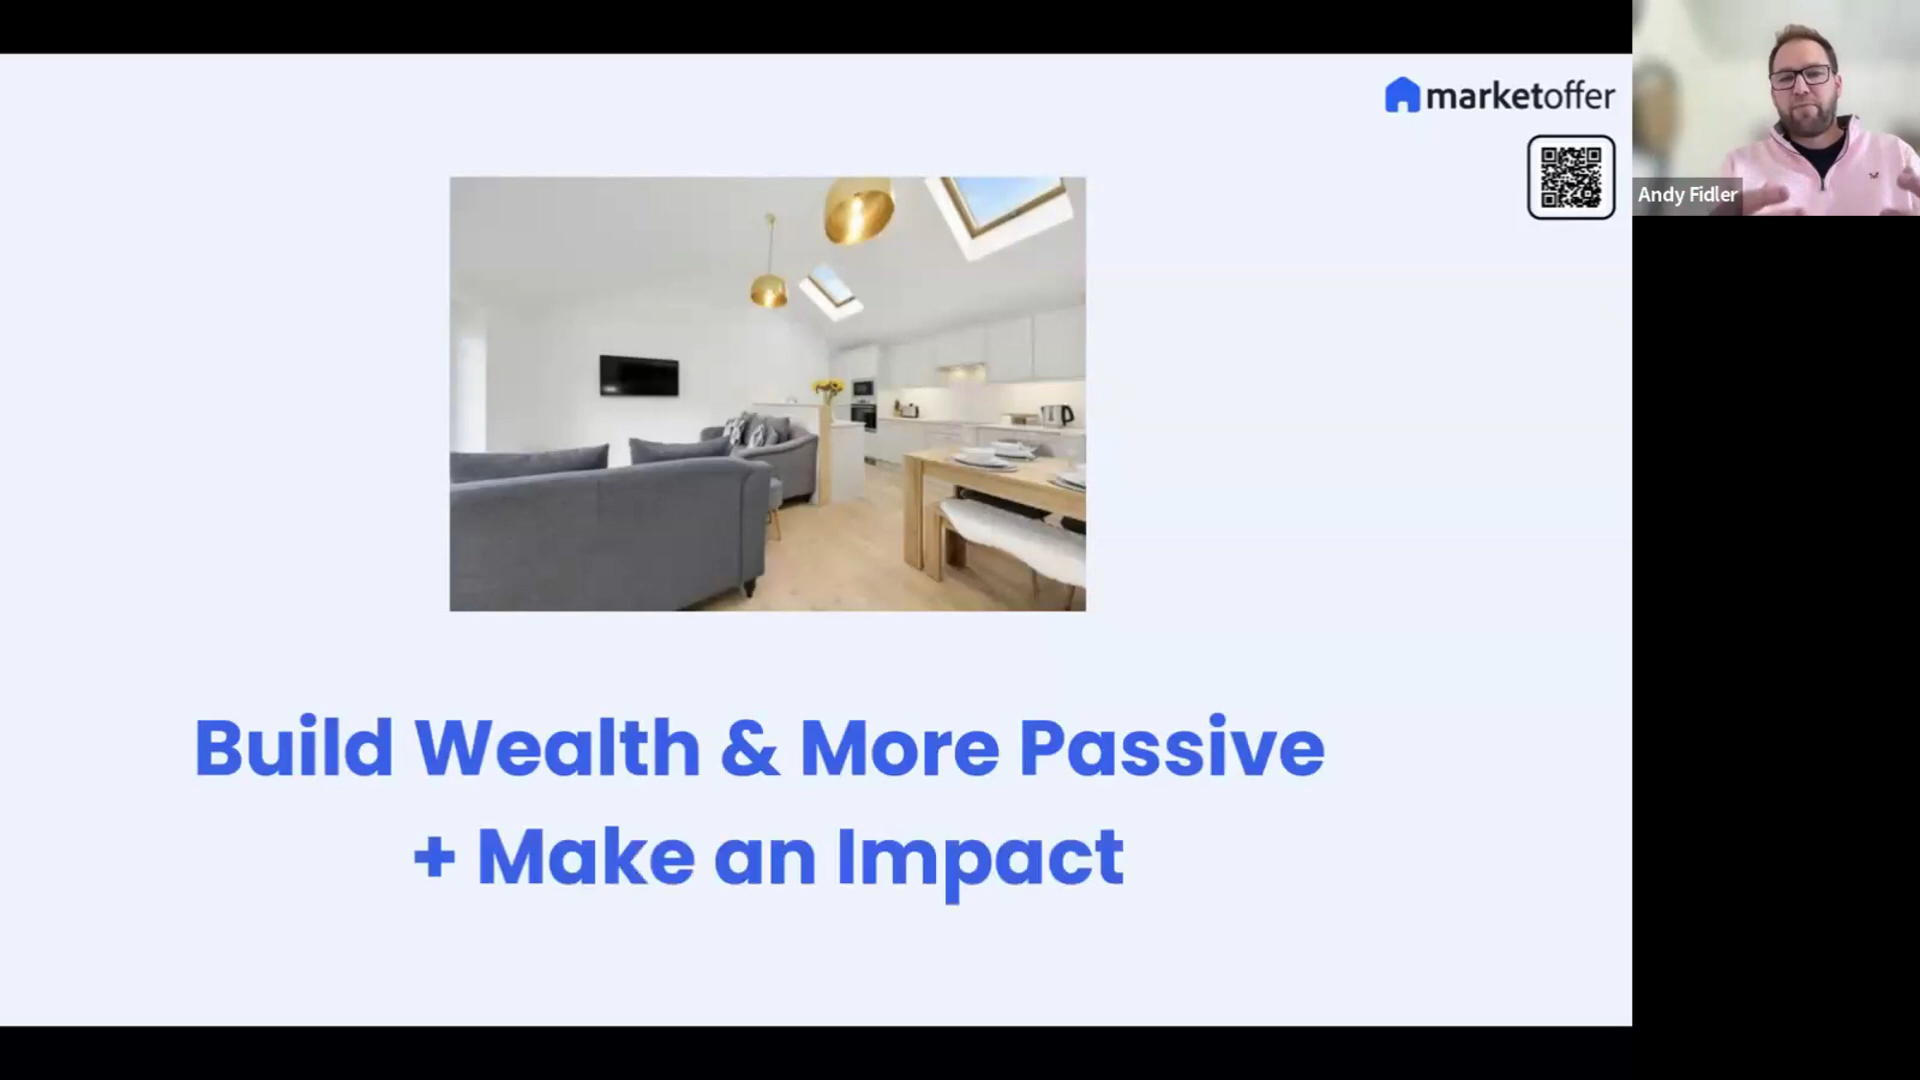 marketoffer
Andy Fidler
Build Wealth & More Passive
+ Make an Impact